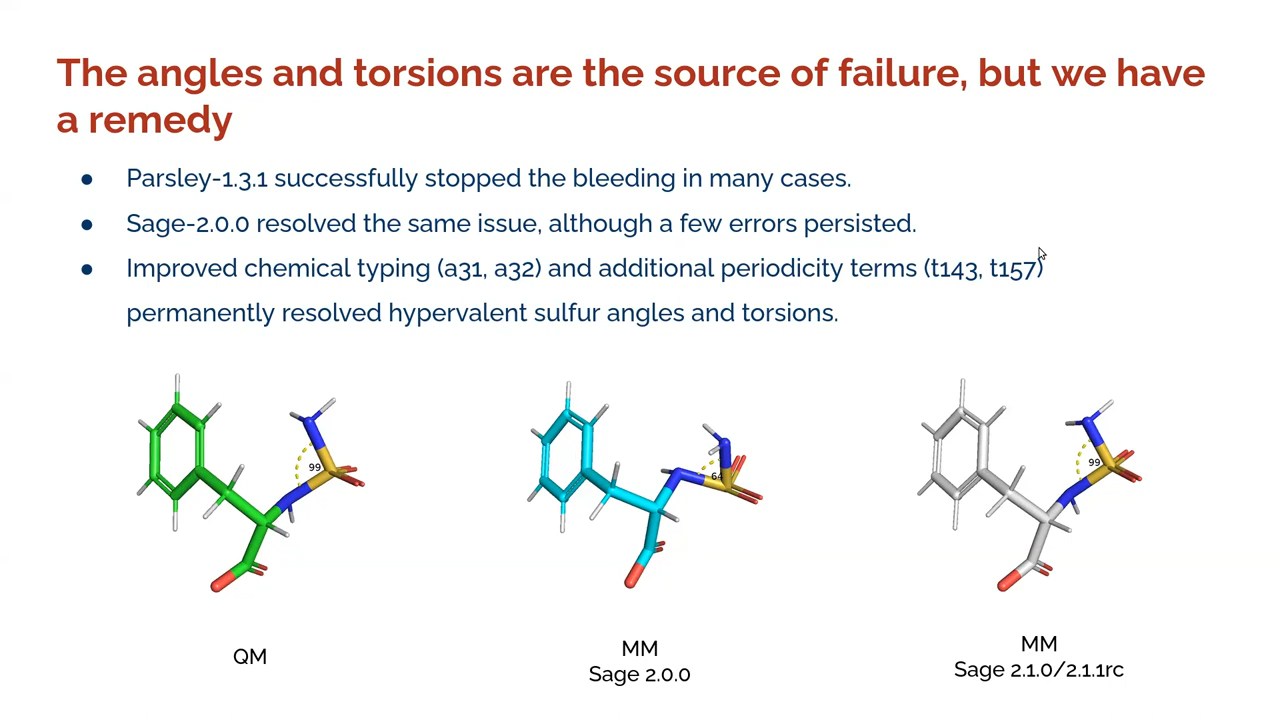 The angles and torsions are the source of failure, but we have
a remedy
● Parsley-1.3.1 successfully stopped the bleeding in many cases.
● Sage-2.0.0 resolved the same issue, although a few errors persisted.
● Improved chemical typing (a31, a32) and additional periodicity terms (t143, t157)
permanently resolved hypervalent sulfur angles and torsions.
99
64
99
QM
MM
Sage 2.0.0
MM
Sage 2.1.0/2.1.1rc